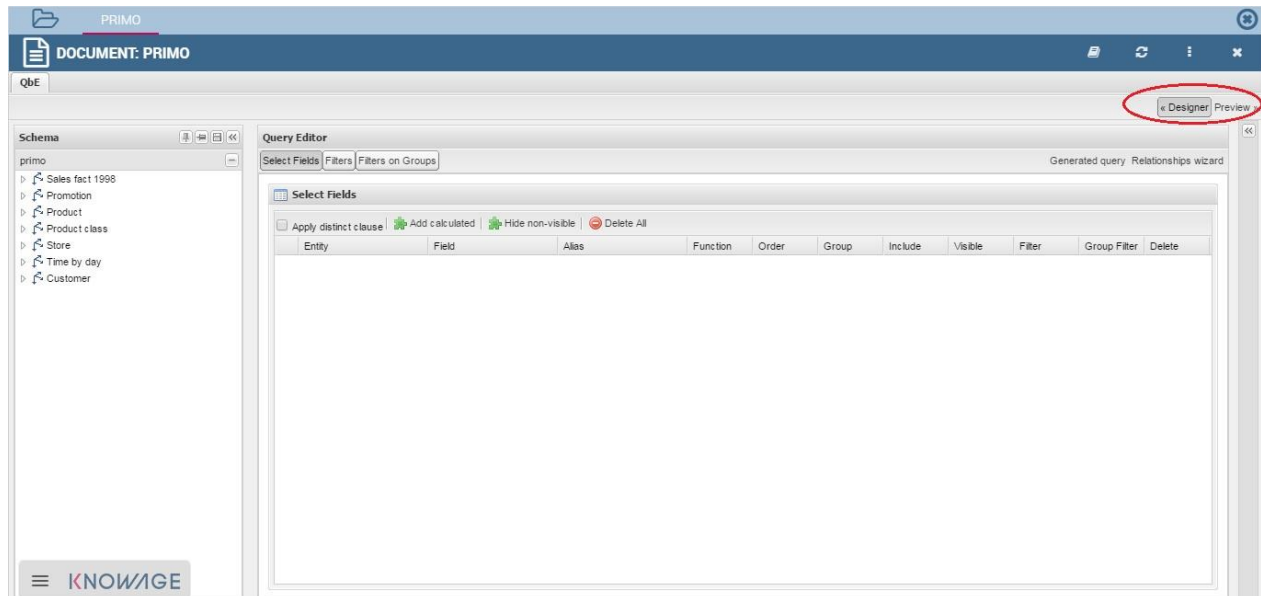 PRIMO
DOCUMENT: PRIMO
QbE
« Designer Preview »
Schema
primo
Sales fact 1998
Promotion
Product
Product class
Store
Time by day
Customer
Query Editor
Select Fields Filters Filters on Groups Generated query Relationships wizard
Select Fields
Apply distinct clause Add calculated Hide non-visible Delete All
Entity Field Alias Function Order Group Include Visible Filter Group Filter Delete
KNOWAGE